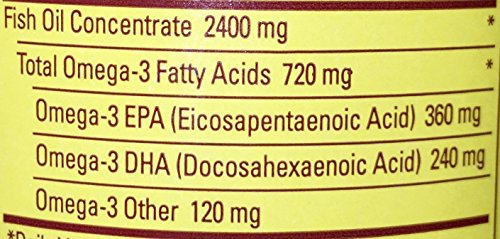 Fish Oil Concentrate 2400 mg *
Total Omega-3 Fatty Acids 720 mg *
Omega-3 EPA (Eicosapentaenoic Acid) 360 mg
Omega-3 DHA (Docosahexaenoic Acid) 240 mg
Omega-3 Other 120 mg